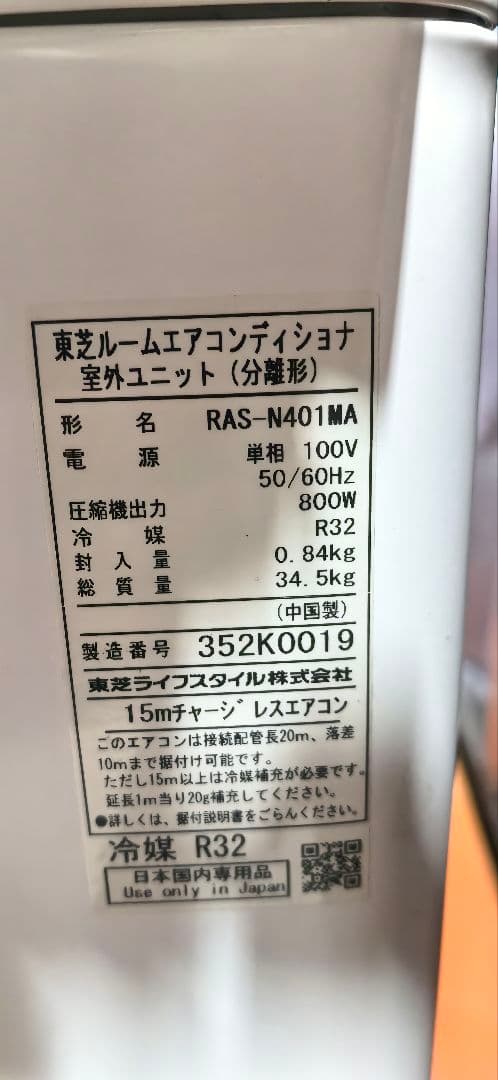 東芝ルームエアコンディショナ
室外ユニット（分離形）
形名 RAS-N401MA
電源 単相 100V
50/60Hz
圧縮機出力 800W
冷媒 R32
封入量 0.84kg
総質量 34.5kg
（中国製）
製造番号 352K0019
東芝ライフスタイル株式会社
15mチャージレスエアコン
このエアコンは接続配管長20m、落差
10mまで据付け可能です。
ただし15m以上は冷媒補充が必要です。
延長1m当り20g補充してください。
●詳しくは、据付説明書をごらんください。
冷媒 R32
日本国内専用品
Use only in Japan